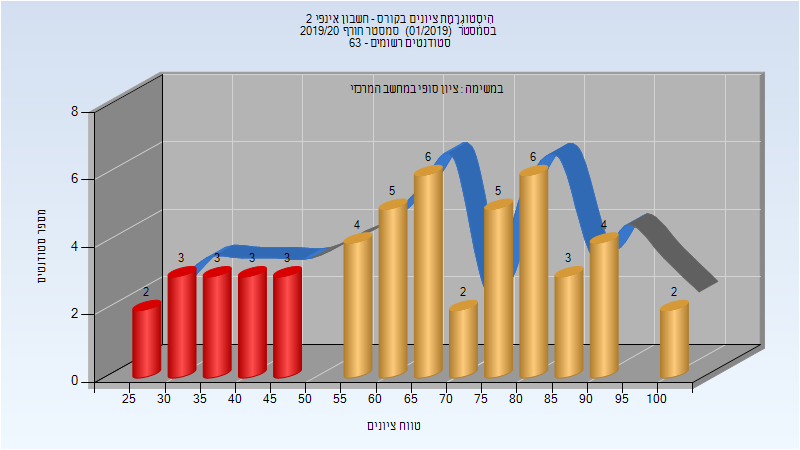 היסטוגרמת ציונים בקורס - חשבון אינפי 2
בסמסטר (01/2019) סמסטר חורף 2019/20
סטודנטים רשומים - 63
במשימה : ציון סופי במחשב המרכזי
מספר סטודנטים
8
6
4
2
0
2
3
3
3
3
4
5
6
2
5
6
3
4
2
25 30 35 40 45 50 55 60 65 70 75 80 85 90 95 100
טווח ציונים